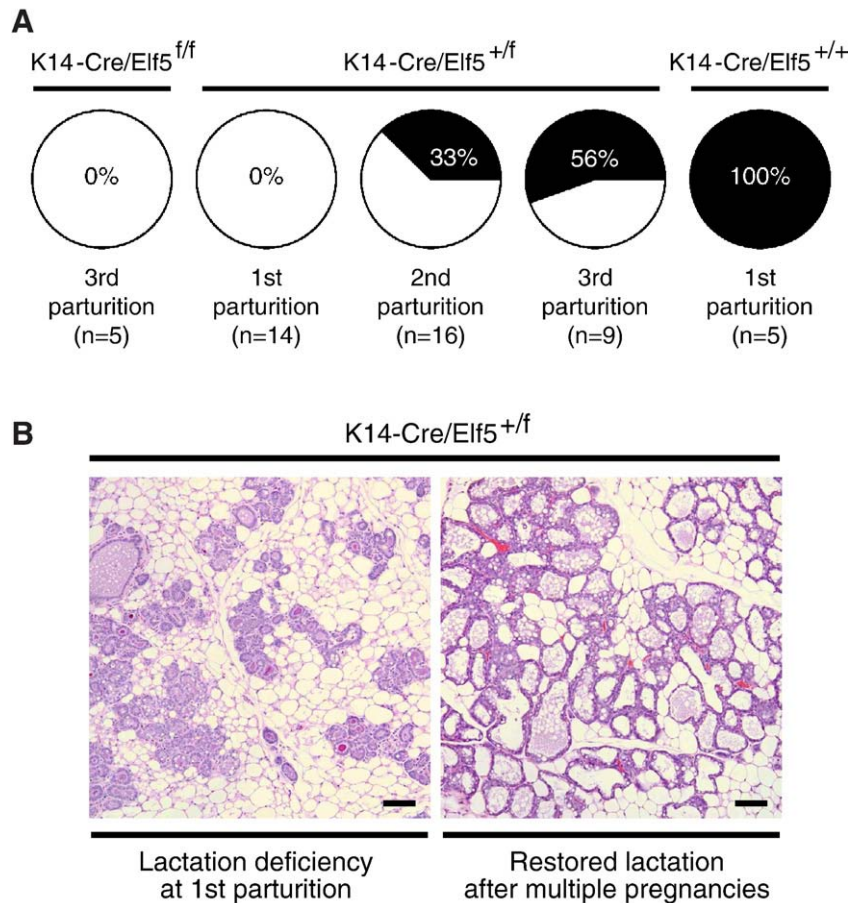 A
K14-Cre/Elf5 f/f
K14-Cre/Elf5 +/f
K14-Cre/Elf5 +/+
0%
0%
33%
56%
100%
3rd
parturition
(n=5)
1st
parturition
(n=14)
2nd
parturition
(n=16)
3rd
parturition
(n=9)
1st
parturition
(n=5)
B
K14-Cre/Elf5 +/f
Lactation deficiency
at 1st parturition
Restored lactation
after multiple pregnancies